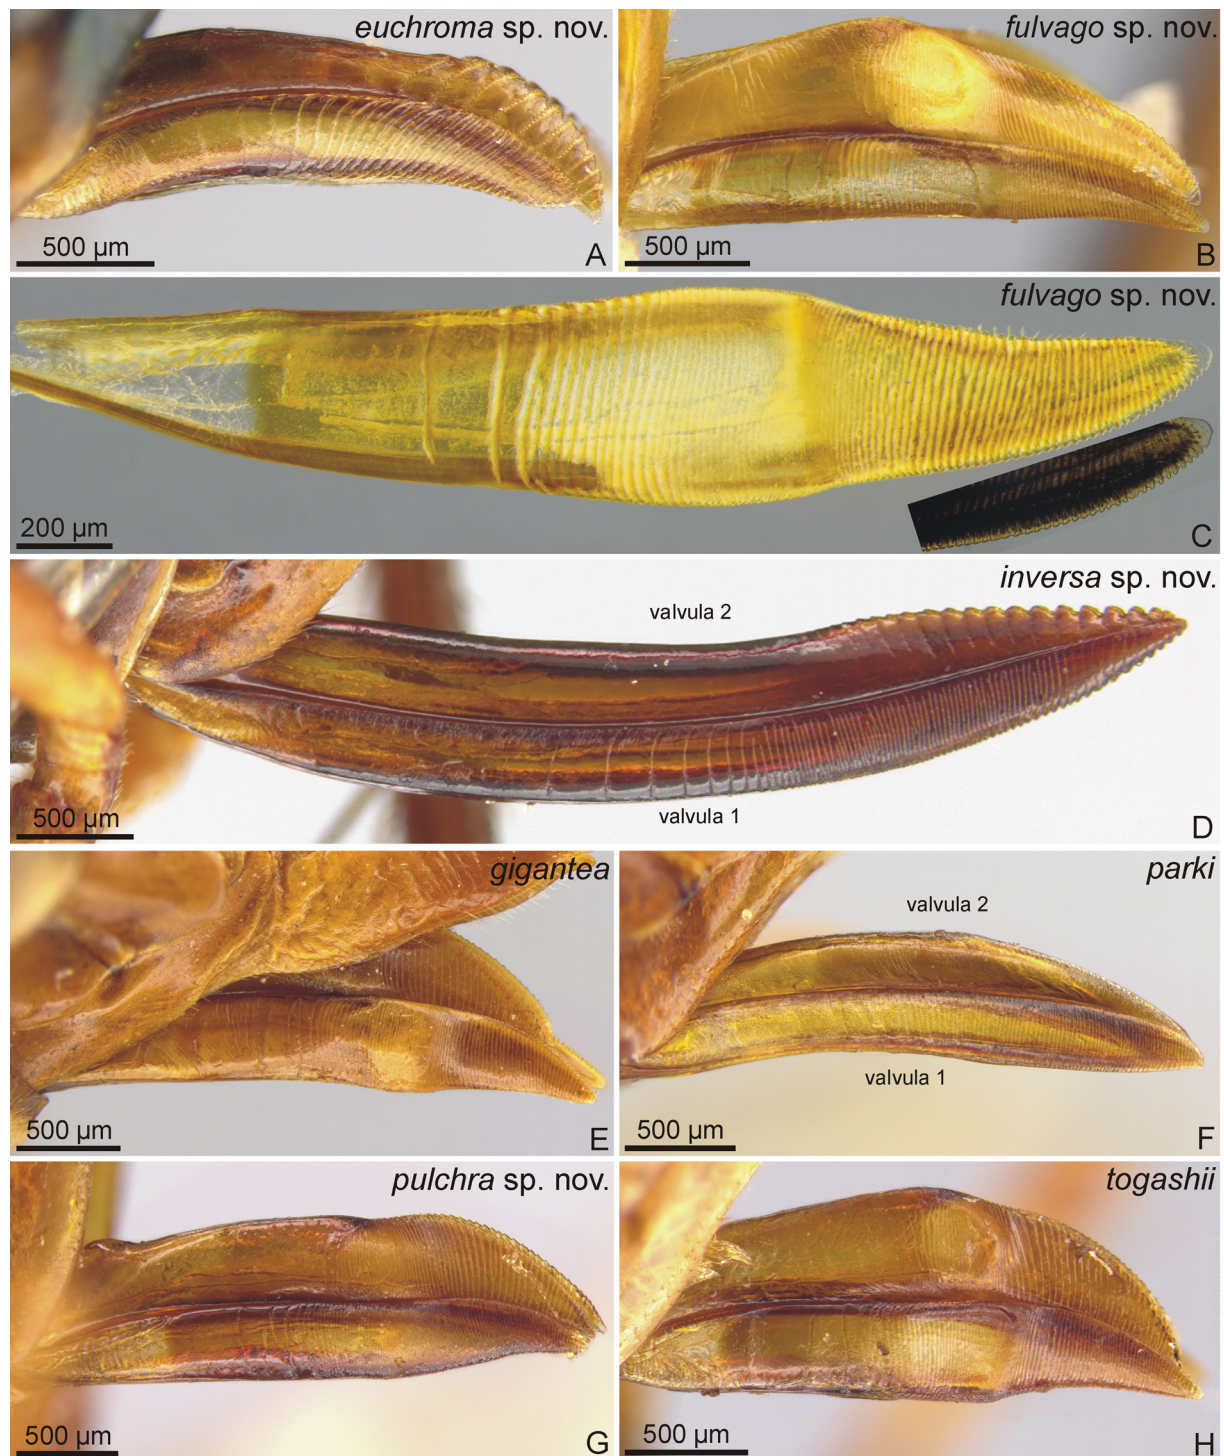 euchroma sp. nov.
500 µm
A
fulvago sp. nov.
500 µm
B
fulvago sp. nov.
200 µm
C
inversa sp. nov.
valvula 2
valvula 1
500 µm
D
gigantea
500 µm
E
parki
valvula 2
valvula 1
500 µm
F
pulchra sp. nov.
500 µm
G
togashii
500 µm
H